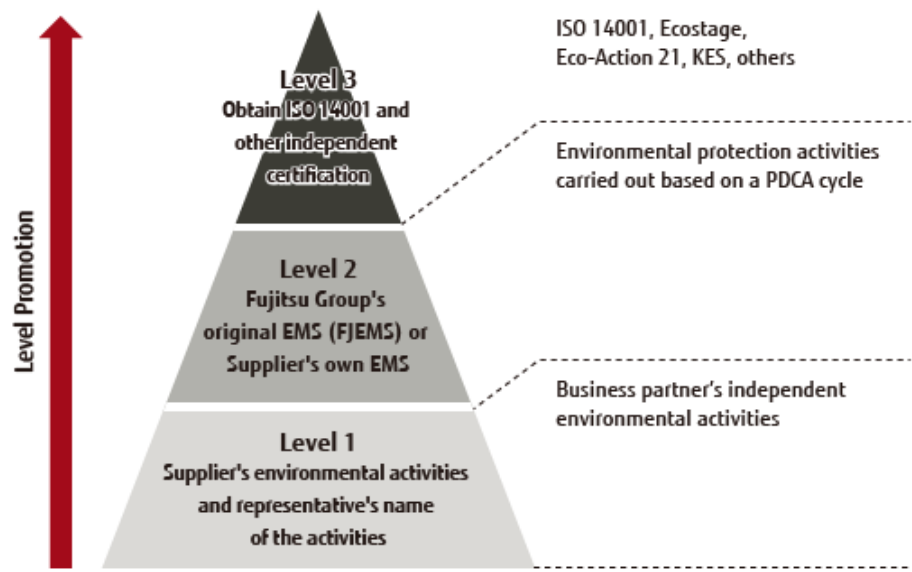 Level Promotion
Level 3
Obtain ISO 14001 and
other independent
certification
ISO 14001, Ecostage,
Eco-Action 21, KES, others
Level 2
Fujitsu Group's
original EMS (FJEMS) or
Supplier's own EMS
Environmental protection activities
carried out based on a PDCA cycle
Level 1
Supplier's environmental activities
and representative's name
of the activities
Business partner's independent
environmental activities